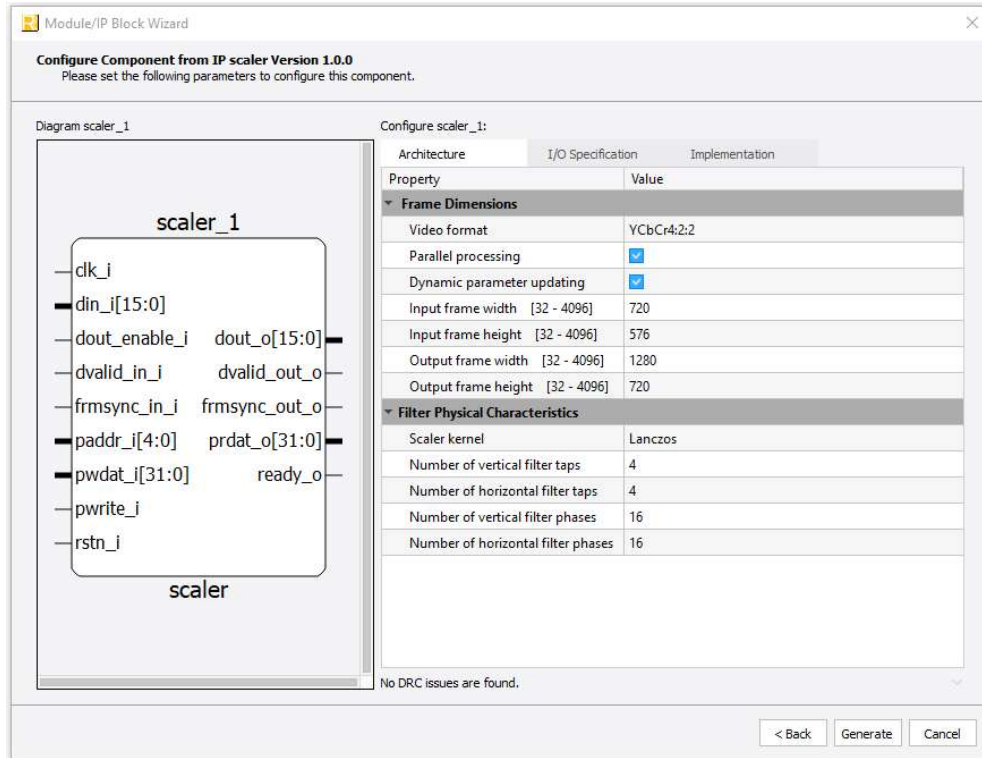 Module/IP Block Wizard
Configure Component from IP scaler Version 1.0.0
Please set the following parameters to configure this component.
Diagram scaler_1
scaler_1
clk_i
din_i[15:0]
dout_enable_i dout_o[15:0]
dvalid_in_i dvalid_out_o
frmsync_in_i frmsync_out_o
paddr_i[4:0] prdat_o[31:0]
pwdat_i[31:0] ready_o
pwrite_i
rstn_i
scaler
Configure scaler_1:
Architecture I/O Specification Implementation
Property Value
Frame Dimensions
Video format YCbCr4:2:2
Parallel processing
Dynamic parameter updating
Input frame width [32 - 4096] 720
Input frame height [32 - 4096] 576
Output frame width [32 - 4096] 1280
Output frame height [32 - 4096] 720
Filter Physical Characteristics
Scaler kernel Lanczos
Number of vertical filter taps 4
Number of horizontal filter taps 4
Number of vertical filter phases 16
Number of horizontal filter phases 16
No DRC issues are found.
< Back Generate Cancel